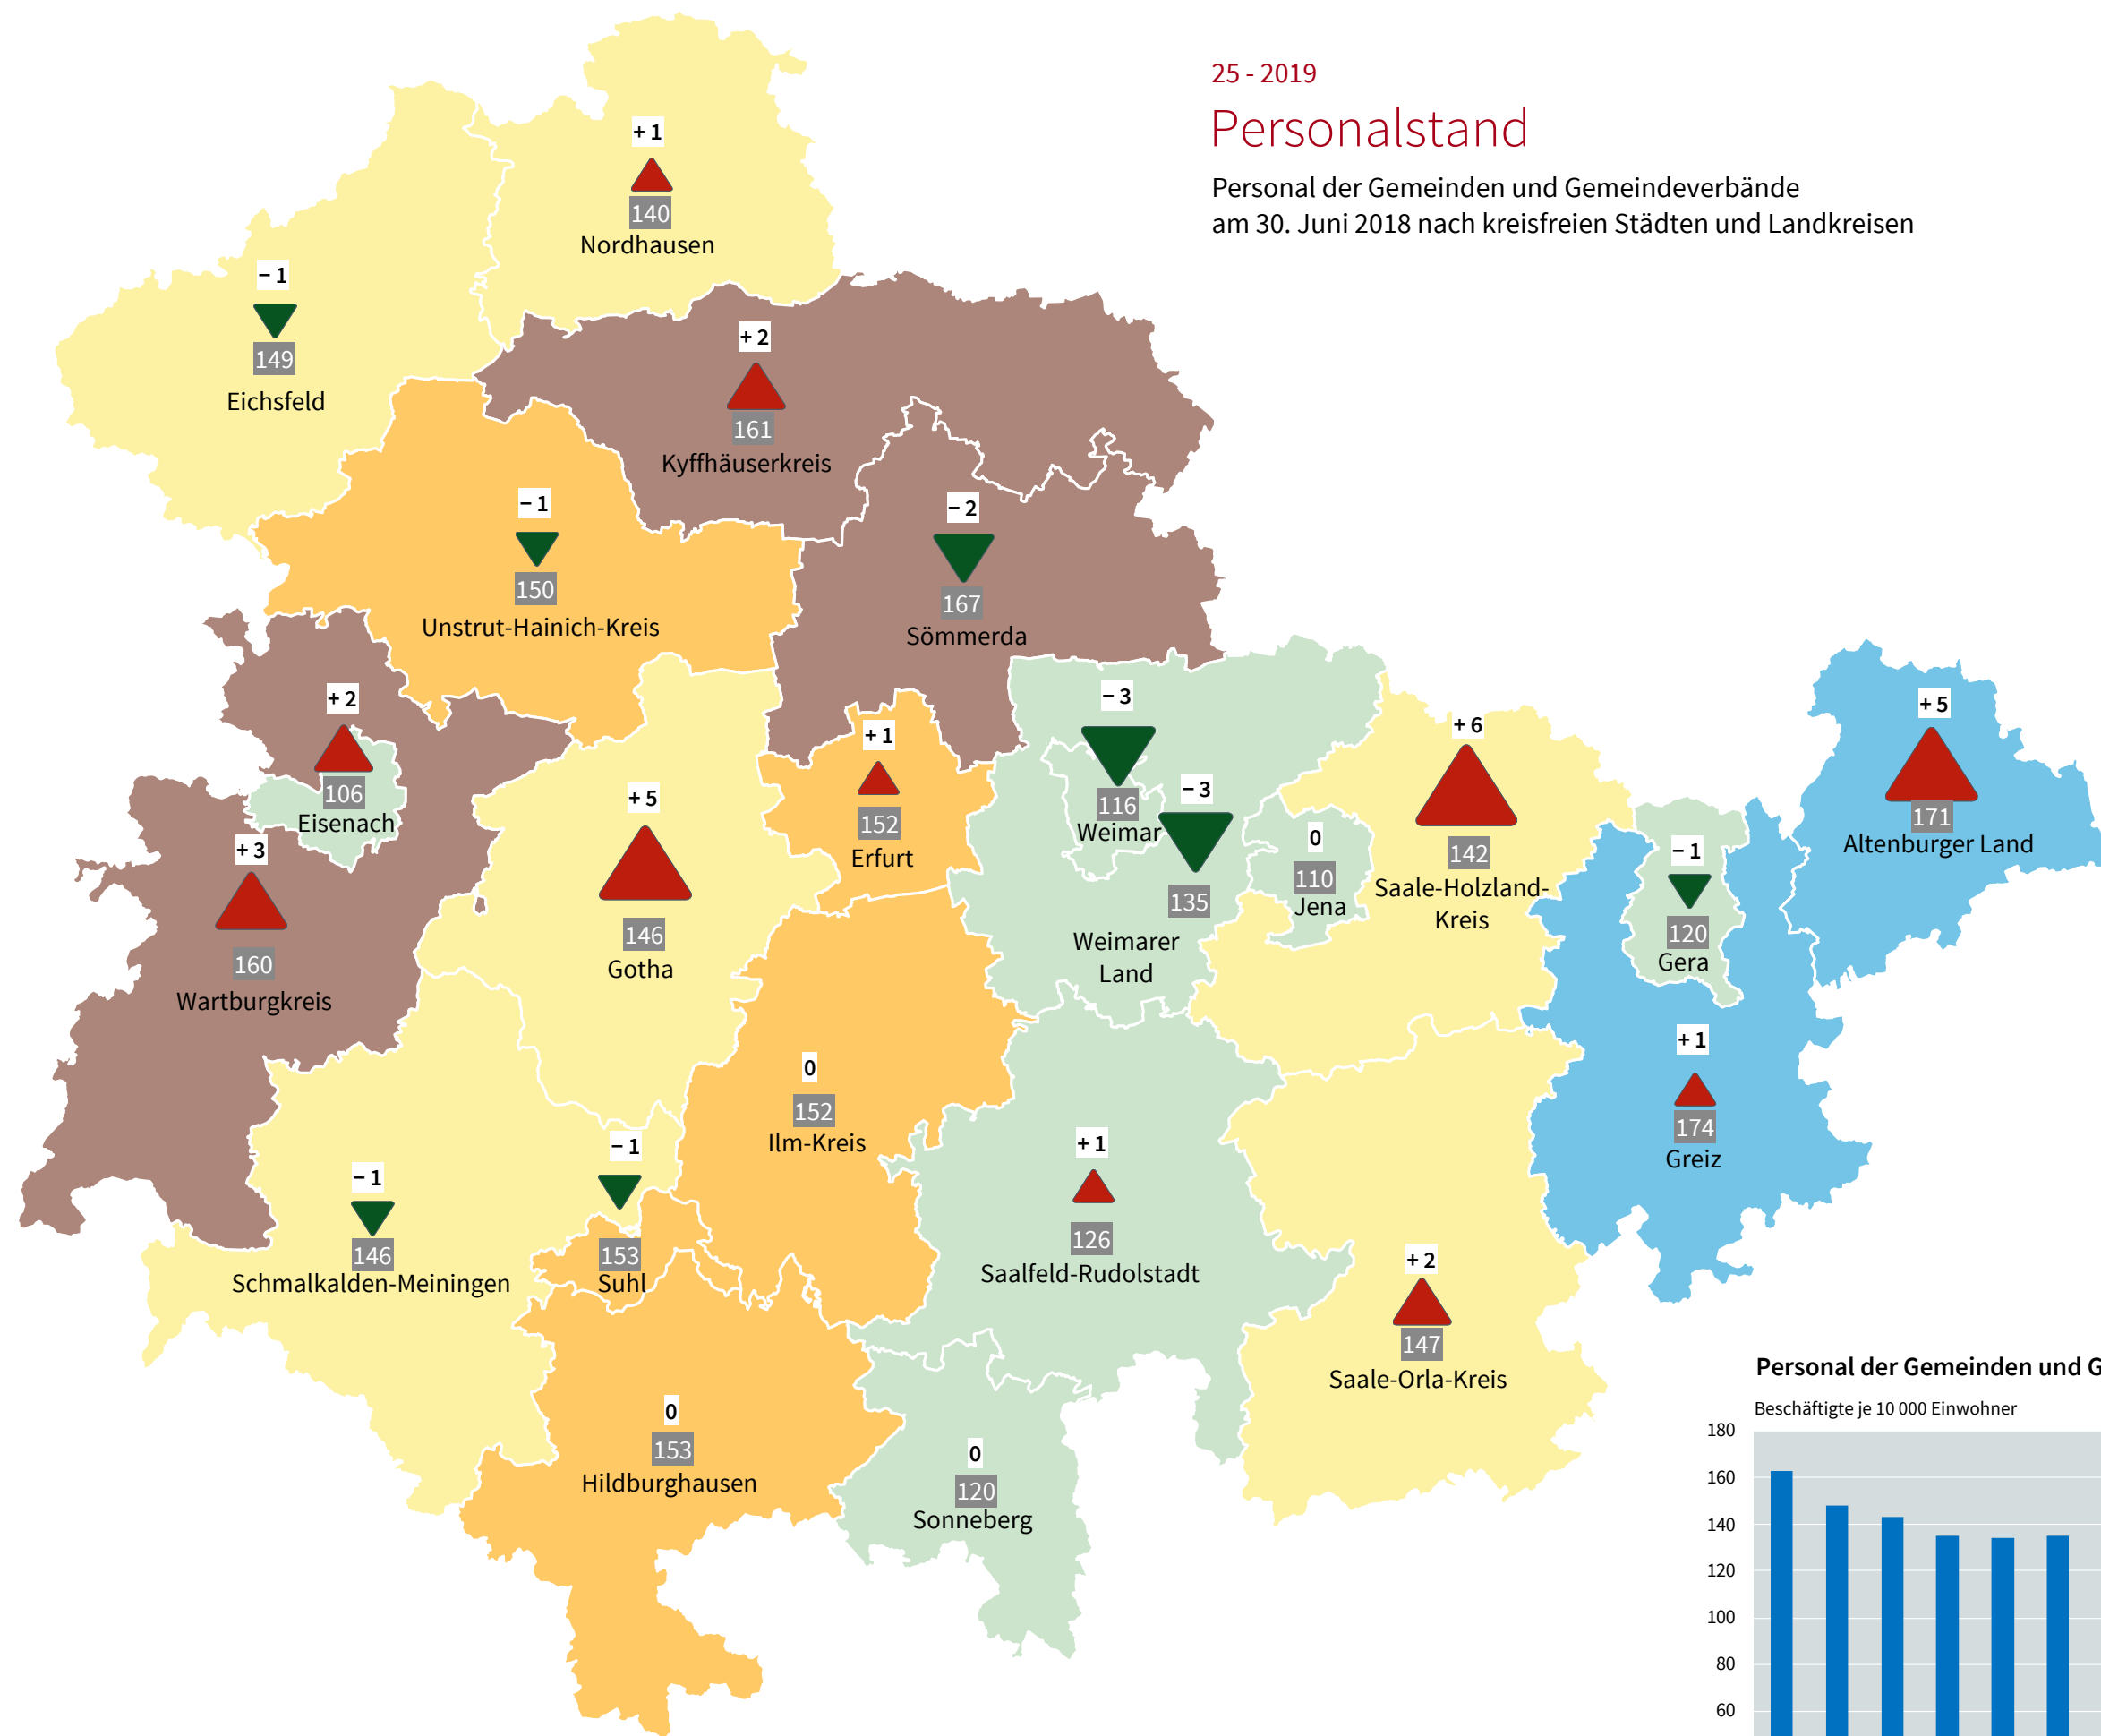 25 - 2019
Personalstand
Personal der Gemeinden und Gemeindeverbände
am 30. Juni 2018 nach kreisfreien Städten und Landkreisen
+ 1
140
Nordhausen
– 1
149
Eichsfeld
+ 2
161
Kyffhäuserkreis
– 1
150
Unstrut-Hainich-Kreis
– 2
167
Sömmerda
+ 2
106
Eisenach
+ 3
160
Wartburgkreis
+ 5
146
Gotha
+ 1
152
Erfurt
– 3
116
Weimar
– 3
135
Weimarer
Land
0
110
Jena
+ 6
142
Saale-Holzland-
Kreis
– 1
120
Gera
+ 5
171
Altenburger Land
+ 1
174
Greiz
0
152
Ilm-Kreis
– 1
153
Suhl
– 1
146
Schmalkalden-Meiningen
+ 1
126
Saalfeld-Rudolstadt
+ 2
147
Saale-Orla-Kreis
0
153
Hildburghausen
0
120
Sonneberg
Personal der Gemeinden und G
Beschäftigte je 10 000 Einwohner
180
160
140
120
100
80
60